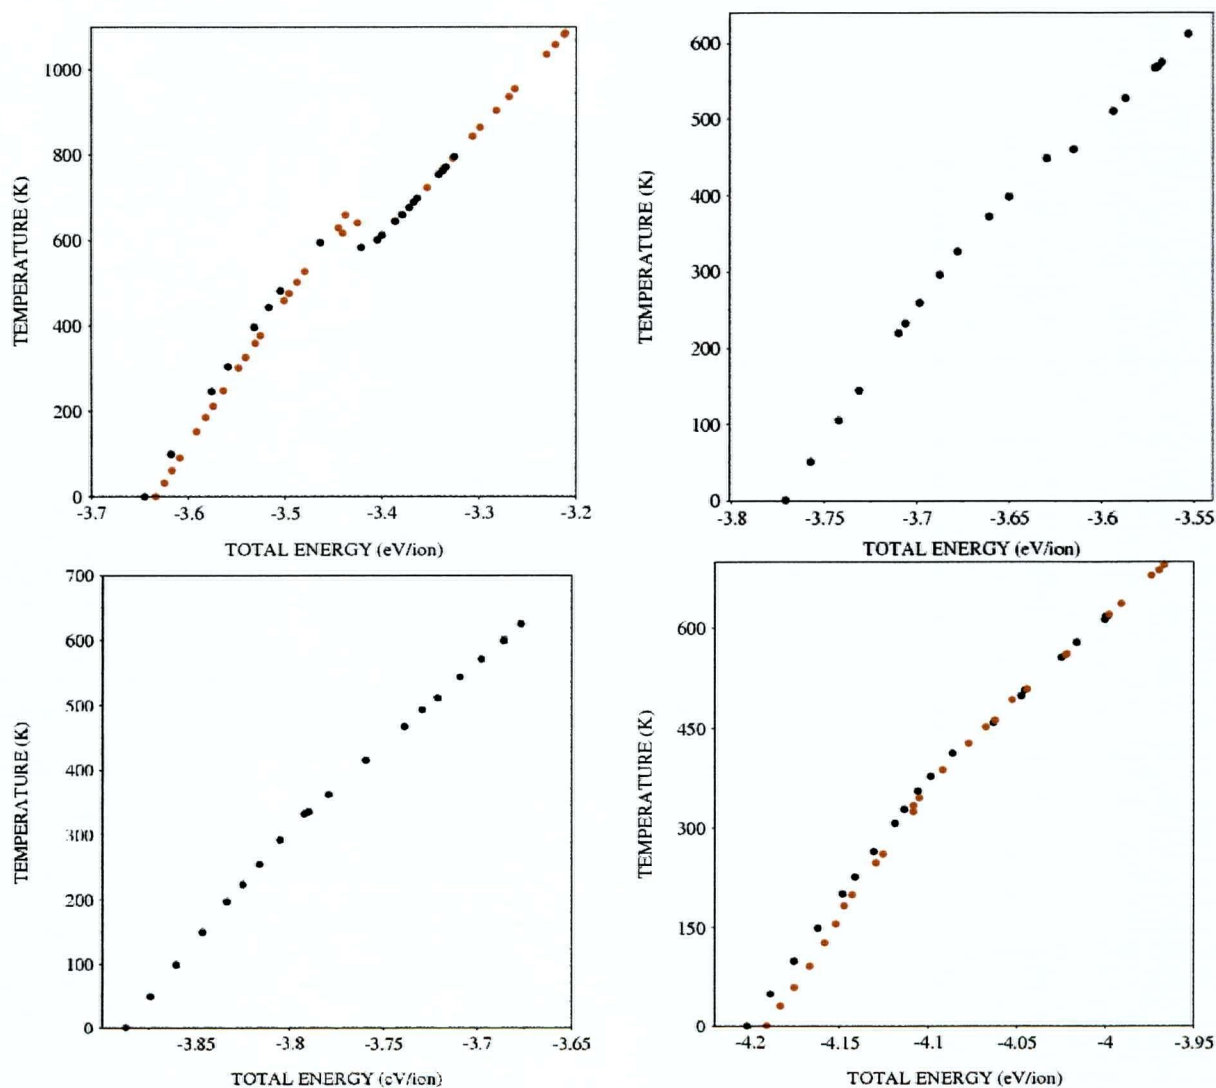 1000
800
600
400
200
0
TEMPERATURE (K)
-3.7 -3.6 -3.5 -3.4 -3.3 -3.2
TOTAL ENERGY (eV/ion)
600
500
400
300
200
100
0
TEMPERATURE (K)
-3.8 -3.75 -3.7 -3.65 -3.6 -3.55
TOTAL ENERGY (eV/ion)
700
600
500
400
300
200
100
0
TEMPERATURE (K)
-3.85 -3.8 -3.75 -3.7 -3.65
TOTAL ENERGY (eV/ion)
600
450
300
150
0
TEMPERATURE (K)
-4.2 -4.15 -4.1 -4.05 -4 -3.95
TOTAL ENERGY (eV/ion)